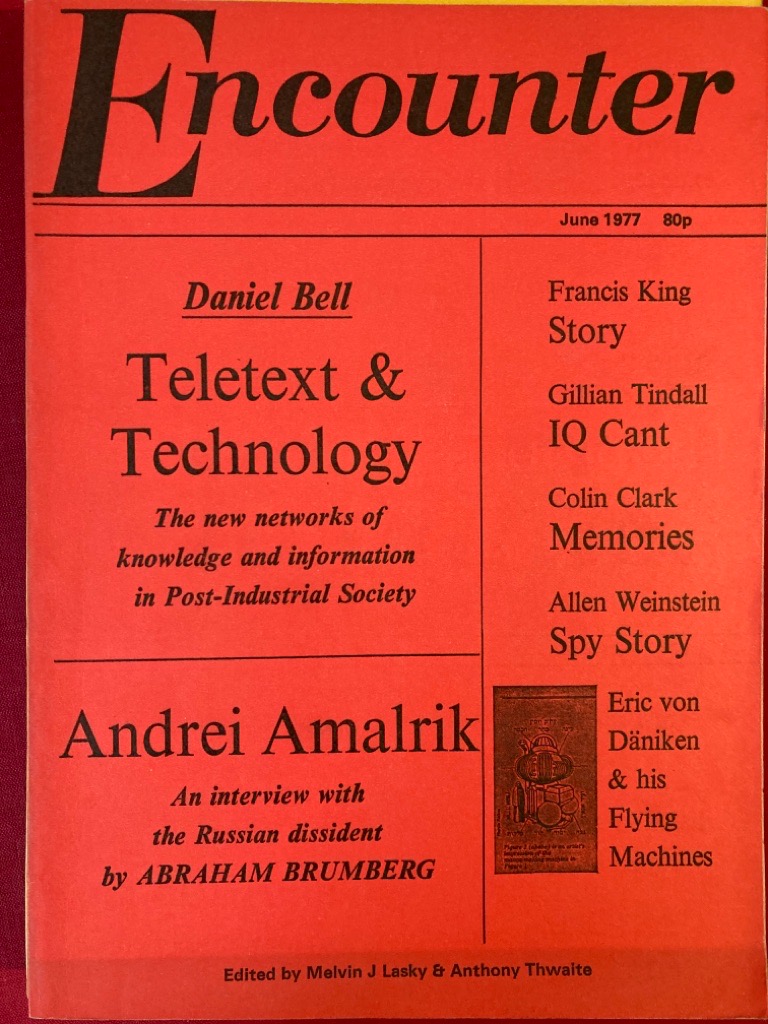 Encounter
June 1977 80p
Daniel Bell
Teletext &
Technology
The new networks of
knowledge and information
in Post-Industrial Society
Andrei Amalrik
An interview with
the Russian dissident
by ABRAHAM BRUMBERG
Francis King
Story
Gillian Tindall
IQ Cant
Colin Clark
Memories
Allen Weinstein
Spy Story
Eric von
Däniken
& his
Flying
Machines
Edited by Melvin J Lasky & Anthony Thwaite